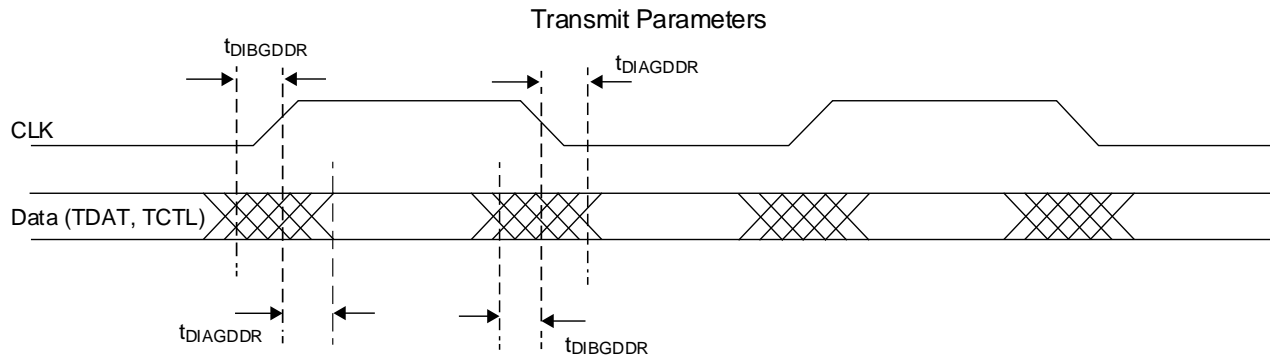 Transmit Parameters
tDIBGDDR
tDIAGDDR
CLK
Data (TDAT, TCTL)
tDIAGDDR
tDIBGDDR